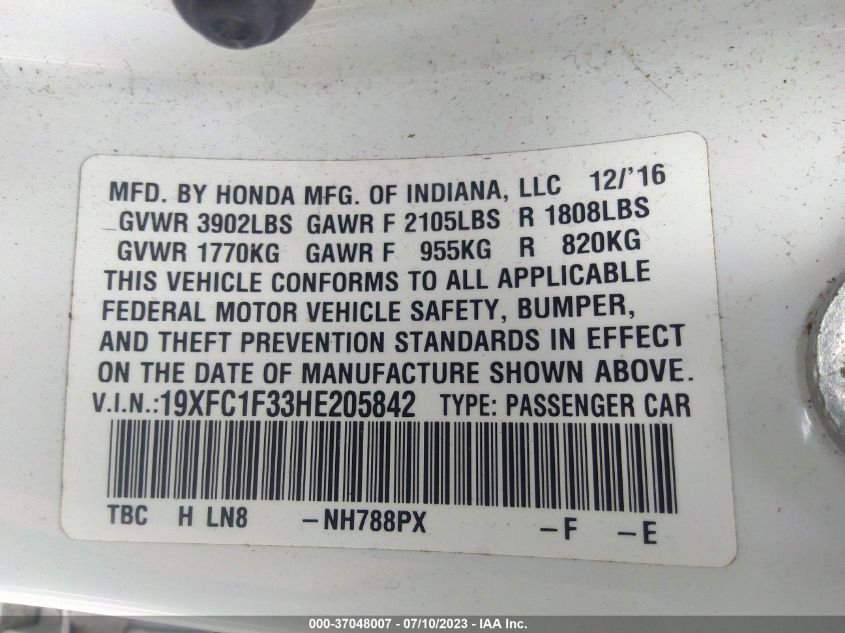 MFD. BY HONDA MFG. OF INDIANA, LLC 12/'16
GVWR 3902LBS GAWR F 2105LBS R 1808LBS
GVWR 1770KG GAWR F 955KG R 820KG
THIS VEHICLE CONFORMS TO ALL APPLICABLE
FEDERAL MOTOR VEHICLE SAFETY, BUMPER,
AND THEFT PREVENTION STANDARDS IN EFFECT
ON THE DATE OF MANUFACTURE SHOWN ABOVE.
V.I.N.:19XFC1F33HE205842 TYPE: PASSENGER CAR
TBC H LN8 -NH788PX -F -E
000-37048007 - 07/10/2023 - IAA Inc.